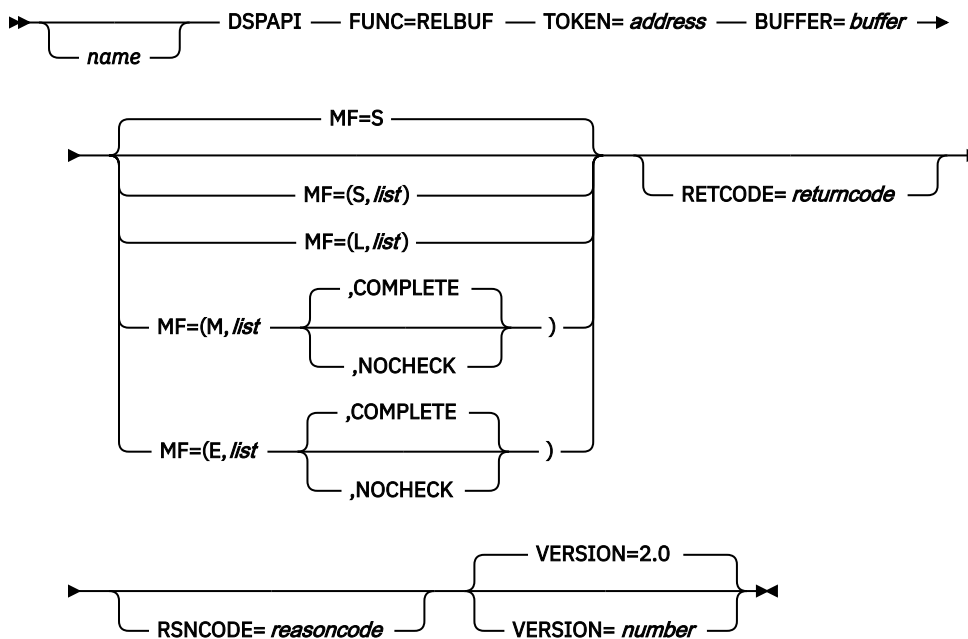 DSPAPI FUNC=RELBUF TOKEN= address BUFFER= buffer
name
MF=S
MF=(S,list)
RETCODE= returncode
MF=(L,list)
,COMPLETE
MF=(M,list )
,NOCHECK
,COMPLETE
MF=(E,list )
,NOCHECK
VERSION=2.0
RSNCODE= reasoncode VERSION= number